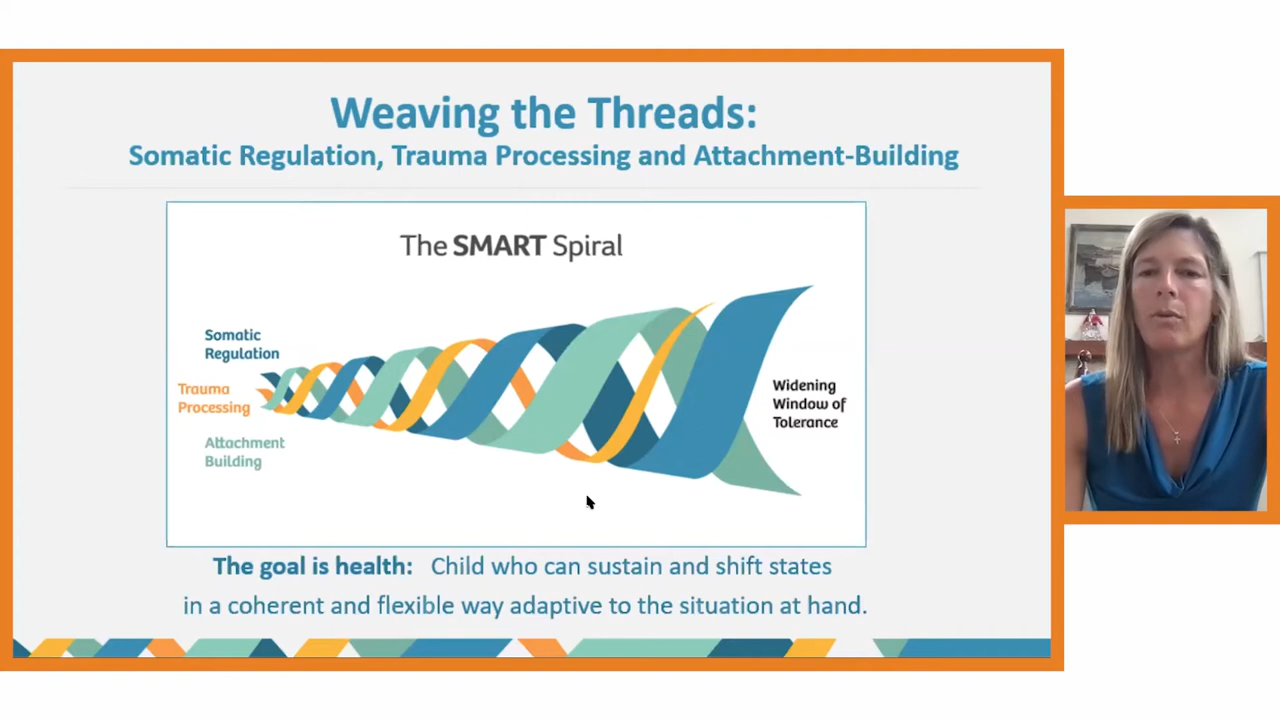 Weaving the Threads:
Somatic Regulation, Trauma Processing and Attachment-Building
The SMART Spiral
Somatic
Regulation
Trauma
Processing
Attachment
Building
Widening
Window of
Tolerance
The goal is health: Child who can sustain and shift states
in a coherent and flexible way adaptive to the situation at hand.